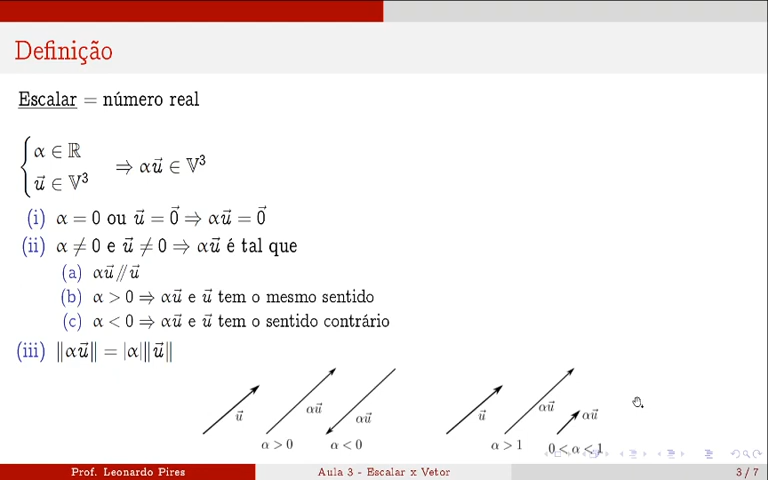 Definição
Escalar = número real
α ∈ ℝ
u⃗ ∈ 𝕍³
⇒ αu⃗ ∈ 𝕍³
(i) α = 0 ou u⃗ = 0⃗ ⇒ αu⃗ = 0⃗
(ii) α ≠ 0 e u⃗ ≠ 0 ⇒ αu⃗ é tal que
(a) αu⃗ // u⃗
(b) α > 0 ⇒ αu⃗ e u⃗ tem o mesmo sentido
(c) α < 0 ⇒ αu⃗ e u⃗ tem o sentido contrário
(iii) ‖αu⃗‖ = |α|‖u⃗‖
u⃗ αu⃗ αu⃗ u⃗ αu⃗ αu⃗
α > 0 α < 0 α > 1 0 < α < 1
Prof. Leonardo Pires Aula 3 - Escalar x Vetor 3 / 7